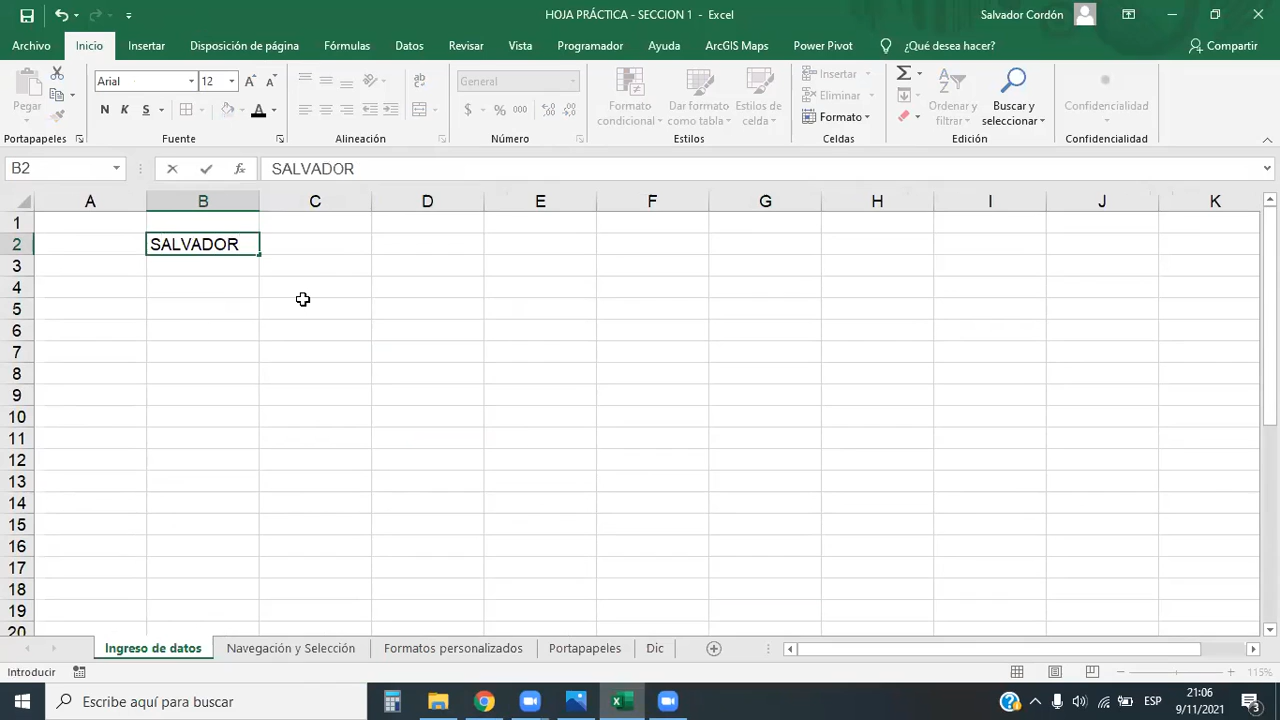 HOJA PRÁCTICA - SECCION 1 - Excel
Salvador Cordón
Archivo Inicio Insertar Disposición de página Fórmulas Datos Revisar Vista Programador Ayuda ArcGIS Maps Power Pivot ¿Qué desea hacer? Compartir
Pegar
Portapapeles
Arial 12
N K S
Fuente
Alineación
General
$ % 000
Número
Formato condicional
Dar formato como tabla
Estilos de celda
Estilos
Insertar
Eliminar
Formato
Celdas
Ordenar y filtrar
Buscar y seleccionar
Edición
Confidencialidad
Confidencialidad
B2 fx SALVADOR
A B C D E F G H I J K
1
2 SALVADOR
3
4
5
6
7
8
9
10
11
12
13
14
15
16
17
18
19
20
Ingreso de datos Navegación y Selección Formatos personalizados Portapapeles Dic
Introducir 115%
Escribe aquí para buscar
ESP
21:06
9/11/2021
3